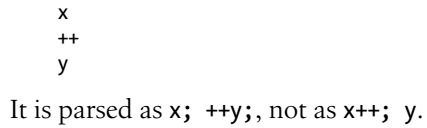 x
++
y
It is parsed as x; ++y;, not as x++; y.